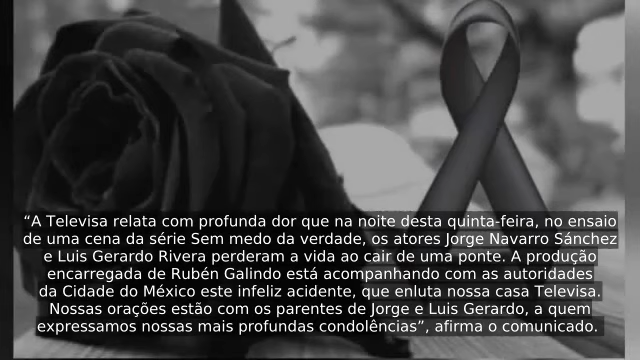 “A Televisa relata com profunda dor que na noite desta quinta-feira, no ensaio
de uma cena da série Sem medo da verdade, os atores Jorge Navarro Sánchez
e Luis Gerardo Rivera perderam a vida ao cair de uma ponte. A produção
encarregada de Rubén Galindo está acompanhando com as autoridades
da Cidade do México este infeliz acidente, que enluta nossa casa Televisa.
Nossas orações estão com os parentes de Jorge e Luis Gerardo, a quem
expressamos nossas mais profundas condolências”, afirma o comunicado.